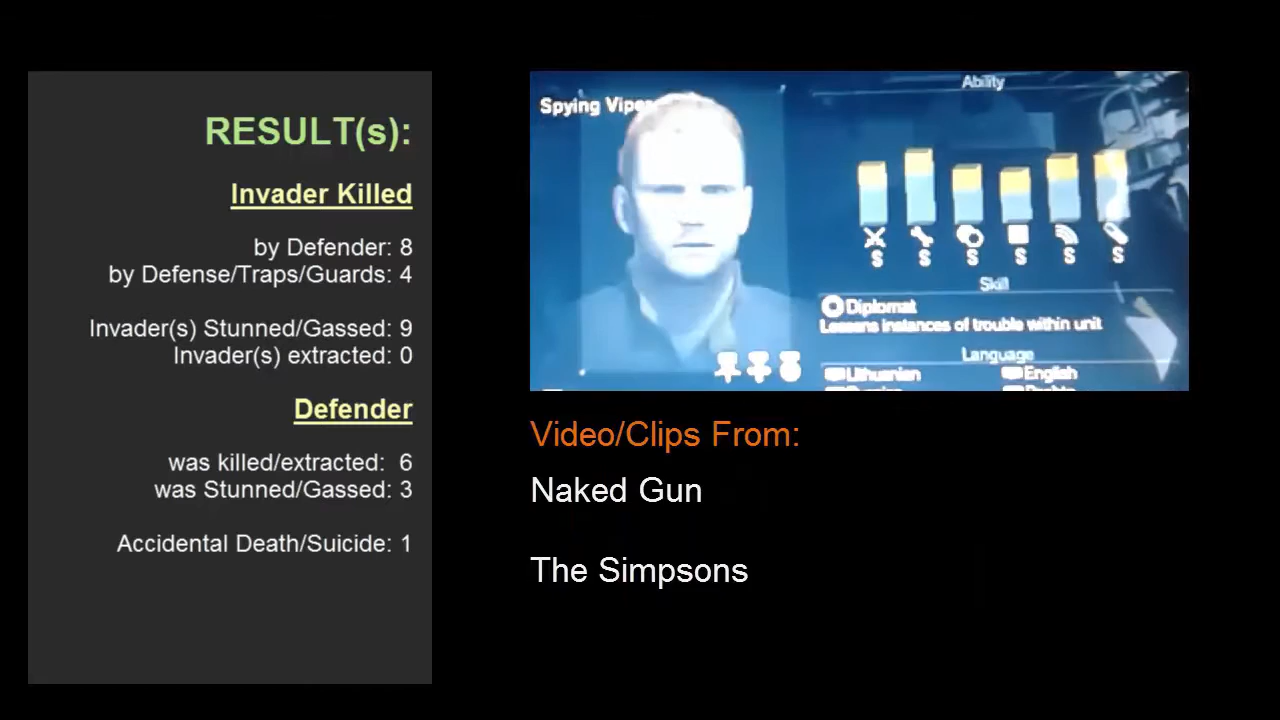 RESULT(s):
Invader Killed
by Defender: 8
by Defense/Traps/Guards: 4
Invader(s) Stunned/Gassed: 9
Invader(s) extracted: 0
Defender
was killed/extracted: 6
was Stunned/Gassed: 3
Accidental Death/Suicide: 1
Spying Viper
Ability
S S S S S S
Skill
Diplomat
Lessens instances of trouble within unit
Language
Lithuanian English
Video/Clips From:
Naked Gun
The Simpsons